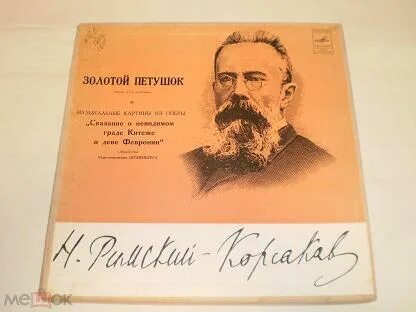 ЗОЛОТОЙ ПЕТУШОК
МУЗЫКАЛЬНЫЕ КАРТИНЫ ИЗ ОПЕРЫ
„Сказание о невидимом
граде Китеже
и деве Февронии"
Н. Римский-Корсаков
МЕШОК